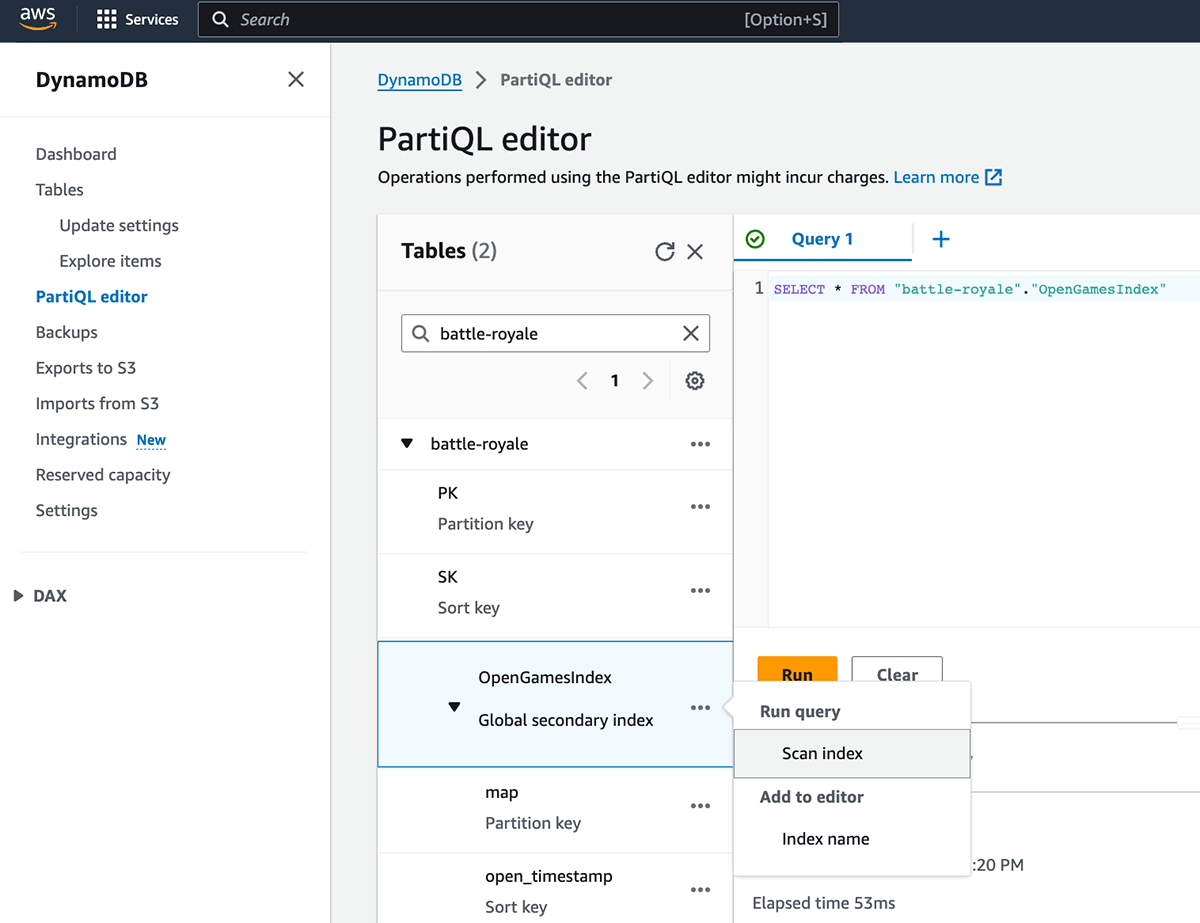 aws
Services
Search
[Option+S]
DynamoDB
Dashboard
Tables
Update settings
Explore items
PartiQL editor
Backups
Exports to S3
Imports from S3
Integrations New
Reserved capacity
Settings
DAX
DynamoDB > PartiQL editor
PartiQL editor
Operations performed using the PartiQL editor might incur charges. Learn more
Tables (2)
battle-royale
1
battle-royale
PK
Partition key
SK
Sort key
OpenGamesIndex
Global secondary index
map
Partition key
open_timestamp
Sort key
Query 1
1 SELECT * FROM "battle-royale"."OpenGamesIndex"
Run
Clear
Run query
Scan index
Add to editor
Index name
:20 PM
Elapsed time 53ms